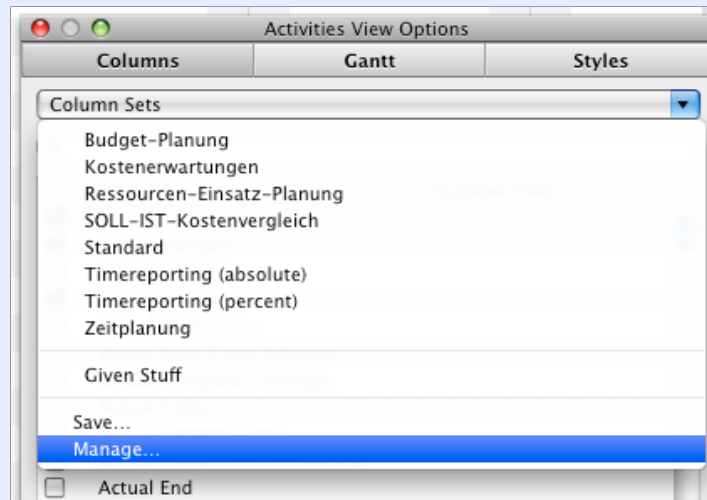 Activities View Options
Columns Gantt Styles
Column Sets
Budget-Planung
Kostenerwartungen
Ressourcen-Einsatz-Planung
SOLL-IST-Kostenvergleich
Standard
Timereporting (absolute)
Timereporting (percent)
Zeitplanung
Given Stuff
Save...
Manage...
Actual End